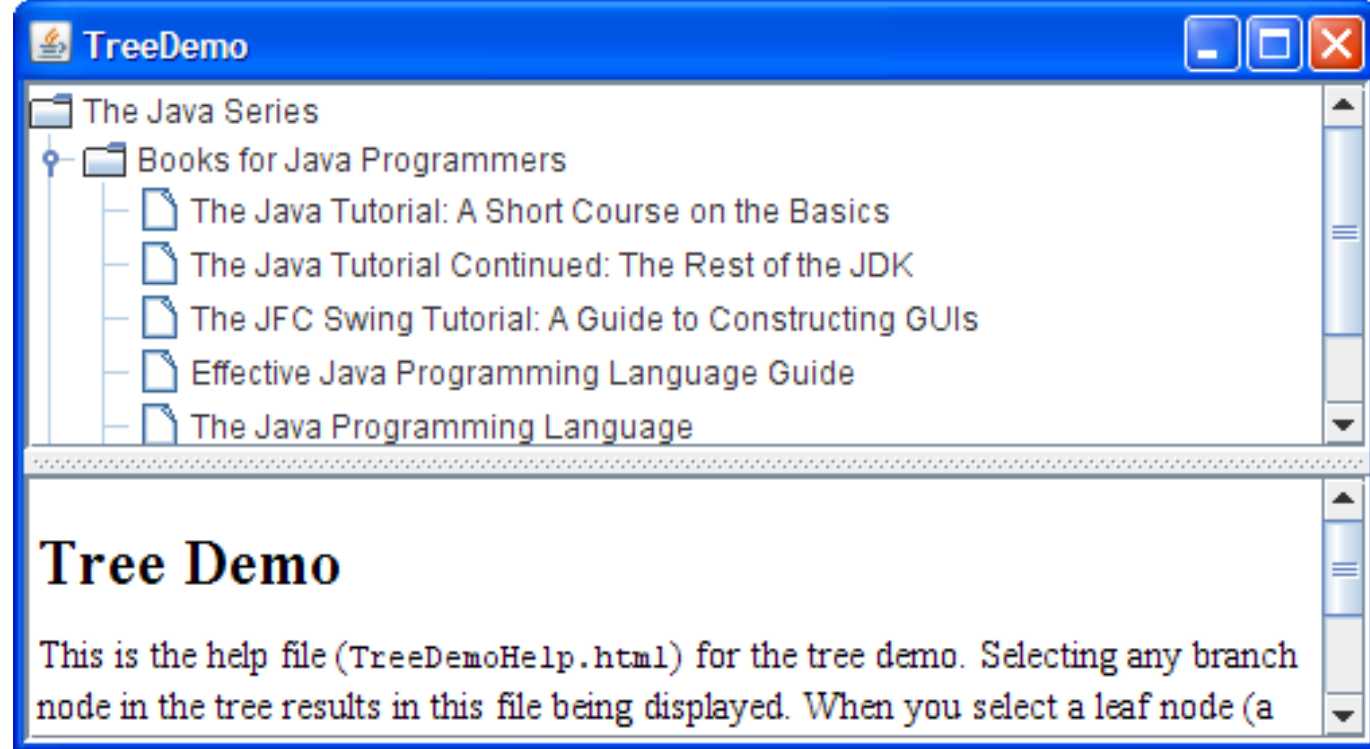 TreeDemo
The Java Series
Books for Java Programmers
The Java Tutorial: A Short Course on the Basics
The Java Tutorial Continued: The Rest of the JDK
The JFC Swing Tutorial: A Guide to Constructing GUIs
Effective Java Programming Language Guide
The Java Programming Language
Tree Demo
This is the help file (TreeDemoHelp.html) for the tree demo. Selecting any branch
node in the tree results in this file being displayed. When you select a leaf node (a